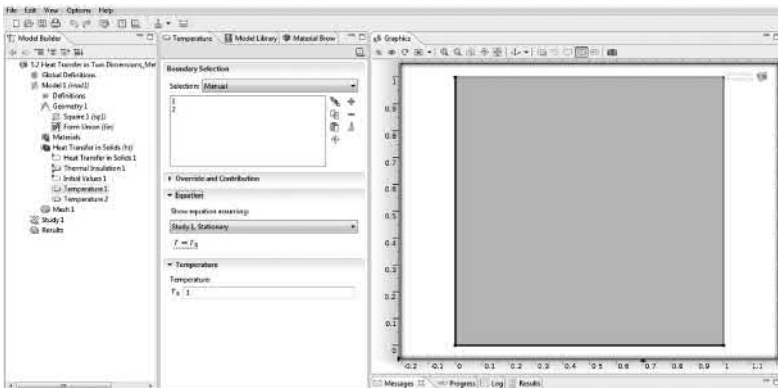 File Edit View Options Help
Model Builder
5.2 Heat Transfer in Two Dimensions_Met
Global Definitions
Model 1 (mod1)
Definitions
Geometry 1
Square 1 (sq1)
Form Union (fin)
Materials
Heat Transfer in Solids (ht)
Heat Transfer in Solids 1
Thermal Insulation 1
Initial Values 1
Temperature 1
Temperature 2
Mesh 1
Study 1
Results
Temperature Model Library Material Brow
Boundary Selection
Selection: Manual
1
2
Override and Contribution
Equation
Show equation assuming:
Study 1, Stationary
T = T₀
Temperature
Temperature:
T₀ 1
Graphics
1
0.9
0.8
0.7
0.6
0.5
0.4
0.3
0.2
0.1
0
-0.2 -0.1 0 0.1 0.2 0.3 0.4 0.5 0.6 0.7 0.8 0.9 1 1.1
Messages Progress Log Results